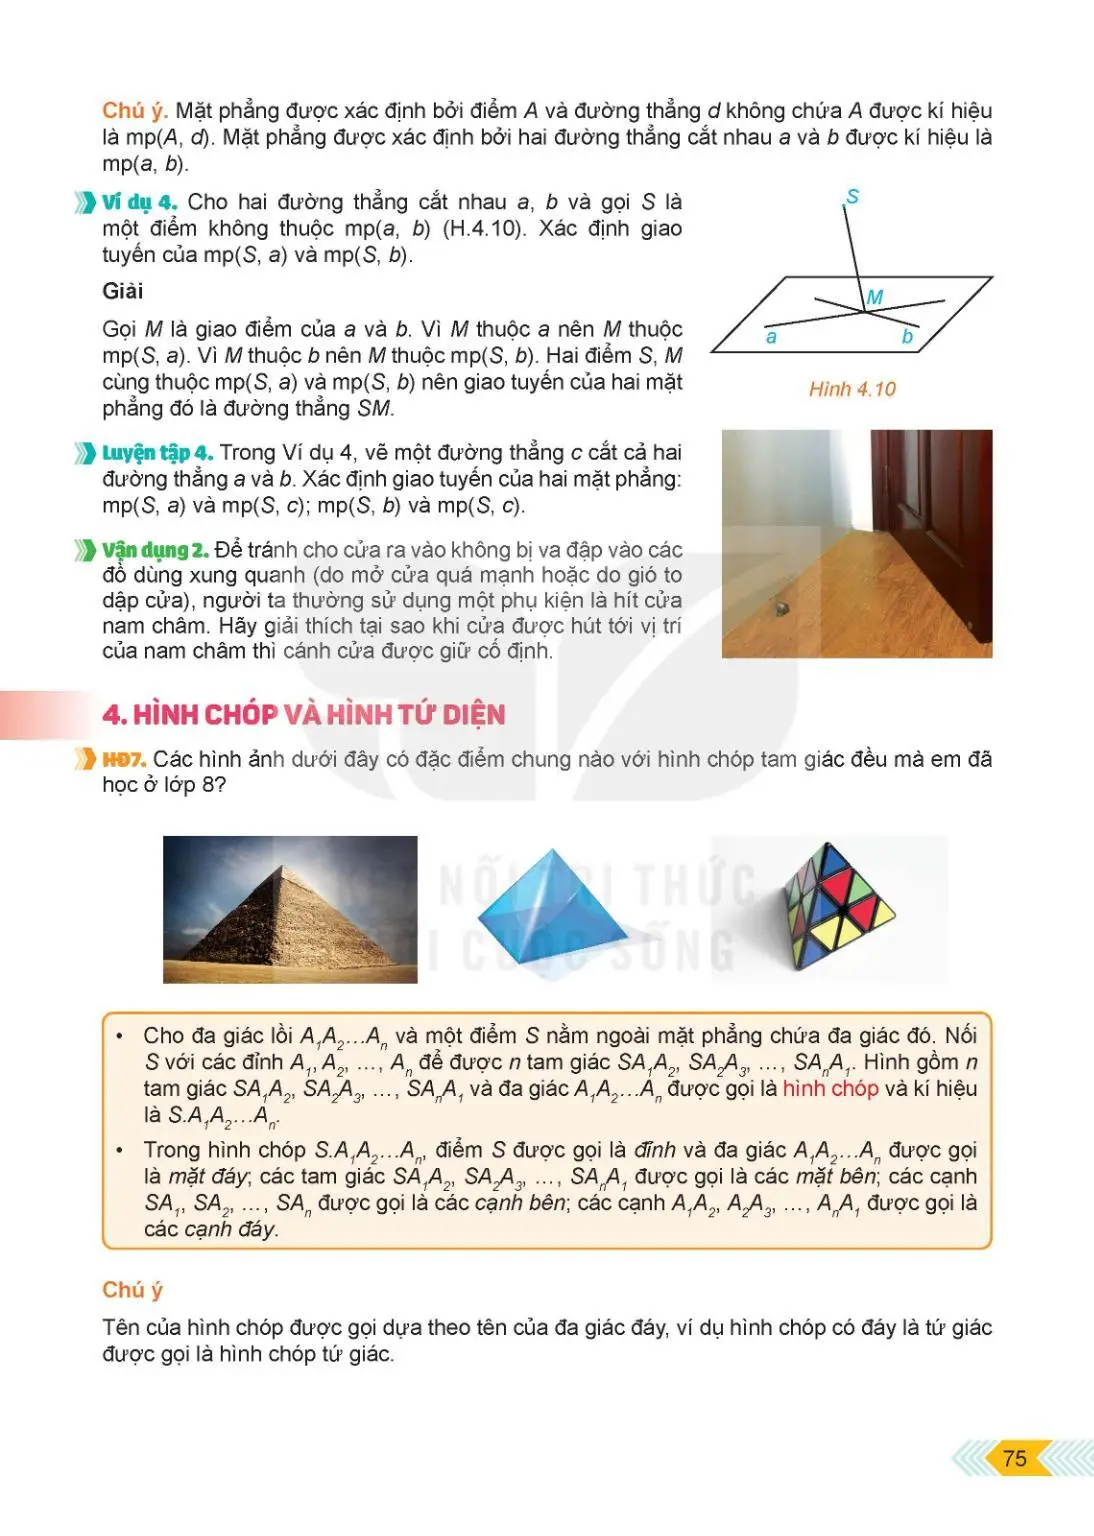 Chú ý. Mặt phẳng được xác định bởi điểm A và đường thẳng d không chứa A được kí hiệu
là mp(A, d). Mặt phẳng được xác định bởi hai đường thẳng cắt nhau a và b được kí hiệu là
mp(a, b).
Ví dụ 4. Cho hai đường thẳng cắt nhau a, b và gọi S là
một điểm không thuộc mp(a, b) (H.4.10). Xác định giao
tuyến của mp(S, a) và mp(S, b).
Giải
Gọi M là giao điểm của a và b. Vì M thuộc a nên M thuộc
mp(S, a). Vì M thuộc b nên M thuộc mp(S, b). Hai điểm S, M
cùng thuộc mp(S, a) và mp(S, b) nên giao tuyến của hai mặt
phẳng đó là đường thẳng SM.
S
M
a
b
Hình 4.10
Luyện tập 4. Trong Ví dụ 4, vẽ một đường thẳng c cắt cả hai
đường thẳng a và b. Xác định giao tuyến của hai mặt phẳng:
mp(S, a) và mp(S, c); mp(S, b) và mp(S, c).
Vận dụng 2. Để tránh cho cửa ra vào không bị va đập vào các
đồ dùng xung quanh (do mở cửa quá mạnh hoặc do gió to
dập cửa), người ta thường sử dụng một phụ kiện là hít cửa
nam châm. Hãy giải thích tại sao khi cửa được hút tới vị trí
của nam châm thì cánh cửa được giữ cố định.
4. HÌNH CHÓP VÀ HÌNH TỨ DIỆN
HĐ7. Các hình ảnh dưới đây có đặc điểm chung nào với hình chóp tam giác đều mà em đã
học ở lớp 8?
KẾT NỐI TRI THỨC
VỚI CUỘC SỐNG
• Cho đa giác lồi A₁A₂...Aₙ và một điểm S nằm ngoài mặt phẳng chứa đa giác đó. Nối
S với các đỉnh A₁, A₂, ..., Aₙ để được n tam giác SA₁A₂, SA₂A₃, ..., SAₙA₁. Hình gồm n
tam giác SA₁A₂, SA₂A₃, ..., SAₙA₁ và đa giác A₁A₂...Aₙ được gọi là hình chóp và kí hiệu
là S.A₁A₂...Aₙ.
• Trong hình chóp S.A₁A₂...Aₙ, điểm S được gọi là đỉnh và đa giác A₁A₂...Aₙ được gọi
là mặt đáy; các tam giác SA₁A₂, SA₂A₃, ..., SAₙA₁ được gọi là các mặt bên; các cạnh
SA₁, SA₂, ..., SAₙ được gọi là các cạnh bên; các cạnh A₁A₂, A₂A₃, ..., AₙA₁ được gọi là
các cạnh đáy.
Chú ý
Tên của hình chóp được gọi dựa theo tên của đa giác đáy, ví dụ hình chóp có đáy là tứ giác
được gọi là hình chóp tứ giác.
75